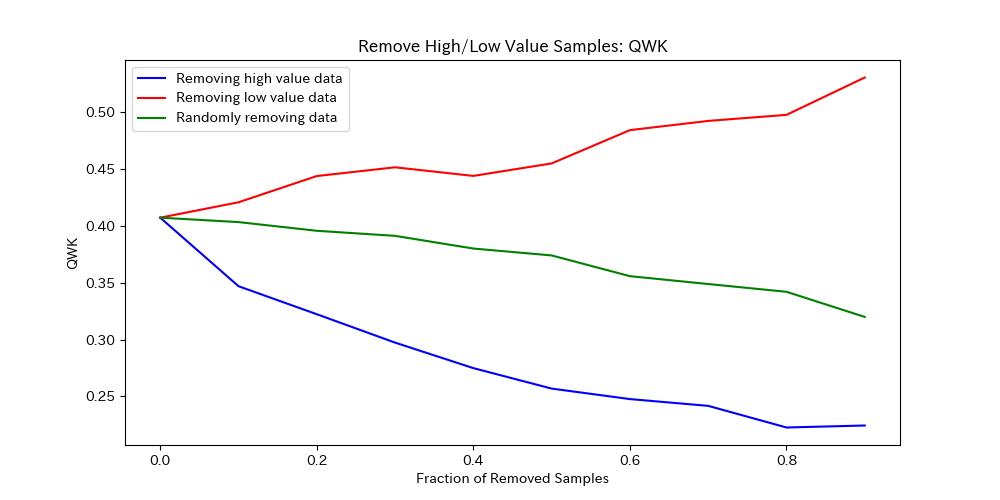 Remove High/Low Value Samples: QWK
Removing high value data
Removing low value data
Randomly removing data
QWK
0.50
0.45
0.40
0.35
0.30
0.25
0.0
0.2
0.4
0.6
0.8
Fraction of Removed Samples